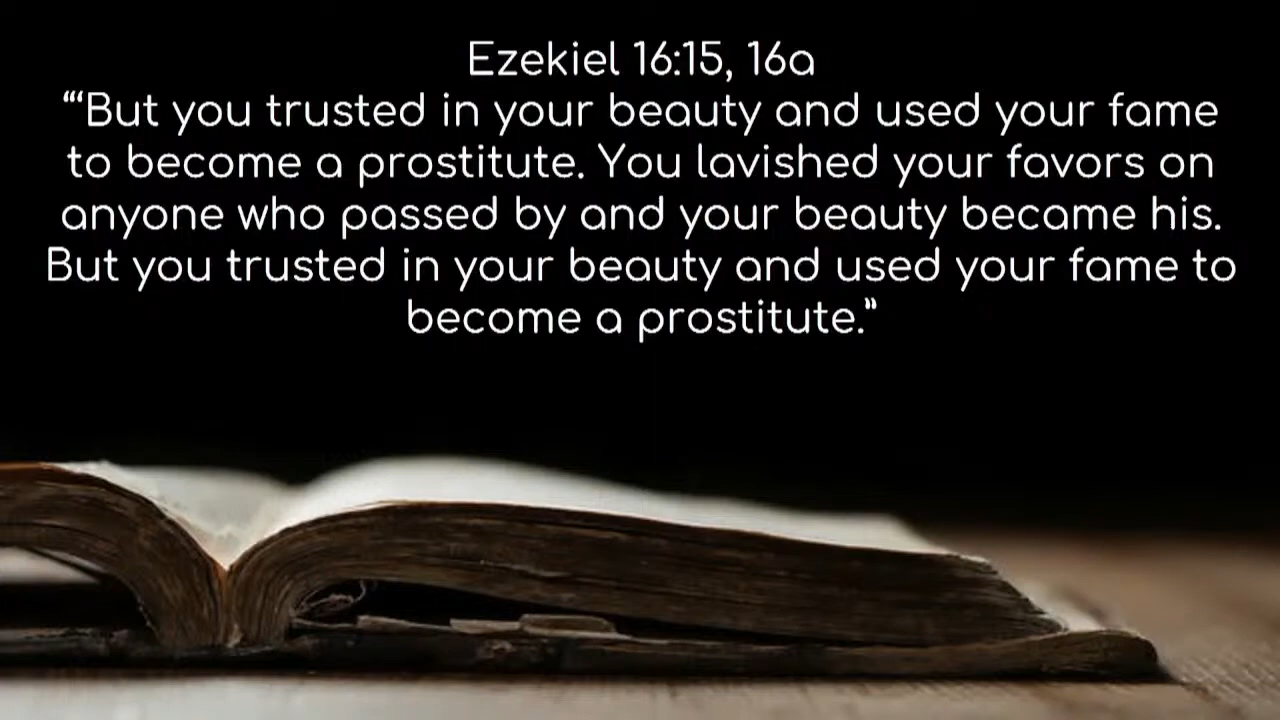 Ezekiel 16:15, 16a
“‘But you trusted in your beauty and used your fame
to become a prostitute. You lavished your favors on
anyone who passed by and your beauty became his.
But you trusted in your beauty and used your fame to
become a prostitute.”